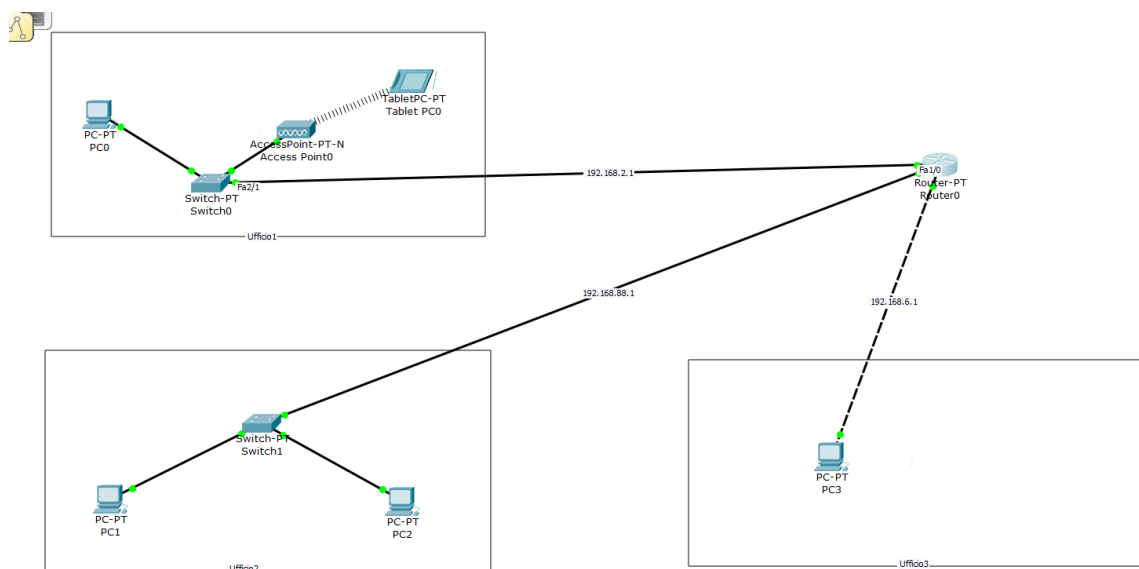 TabletPC-PT
Tablet PC0
PC-PT
PC0
AccessPoint-PT-N
Access Point0
Fa2/1
Switch-PT
Switch0
192.168.2.1
Fa1/0
Router-PT
Router0
Ufficio1
192.168.88.1
192.168.6.1
Switch-PT
Switch1
PC-PT
PC3
PC-PT
PC1
PC-PT
PC2
Ufficio2
Ufficio3